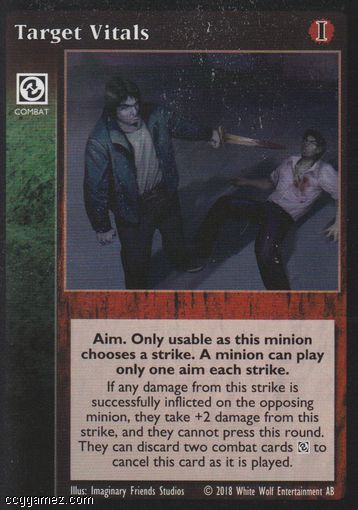 Target Vitals
I
COMBAT
Aim. Only usable as this minion
chooses a strike. A minion can play
only one aim each strike.
If any damage from this strike is
successfully inflicted on the opposing
minion, they take +2 damage from this
strike, and they cannot press this round.
They can discard two combat cards to
cancel this card as it is played.
Illus: Imaginary Friends Studios © 2018 White Wolf Entertainment AB
ccggamez.com